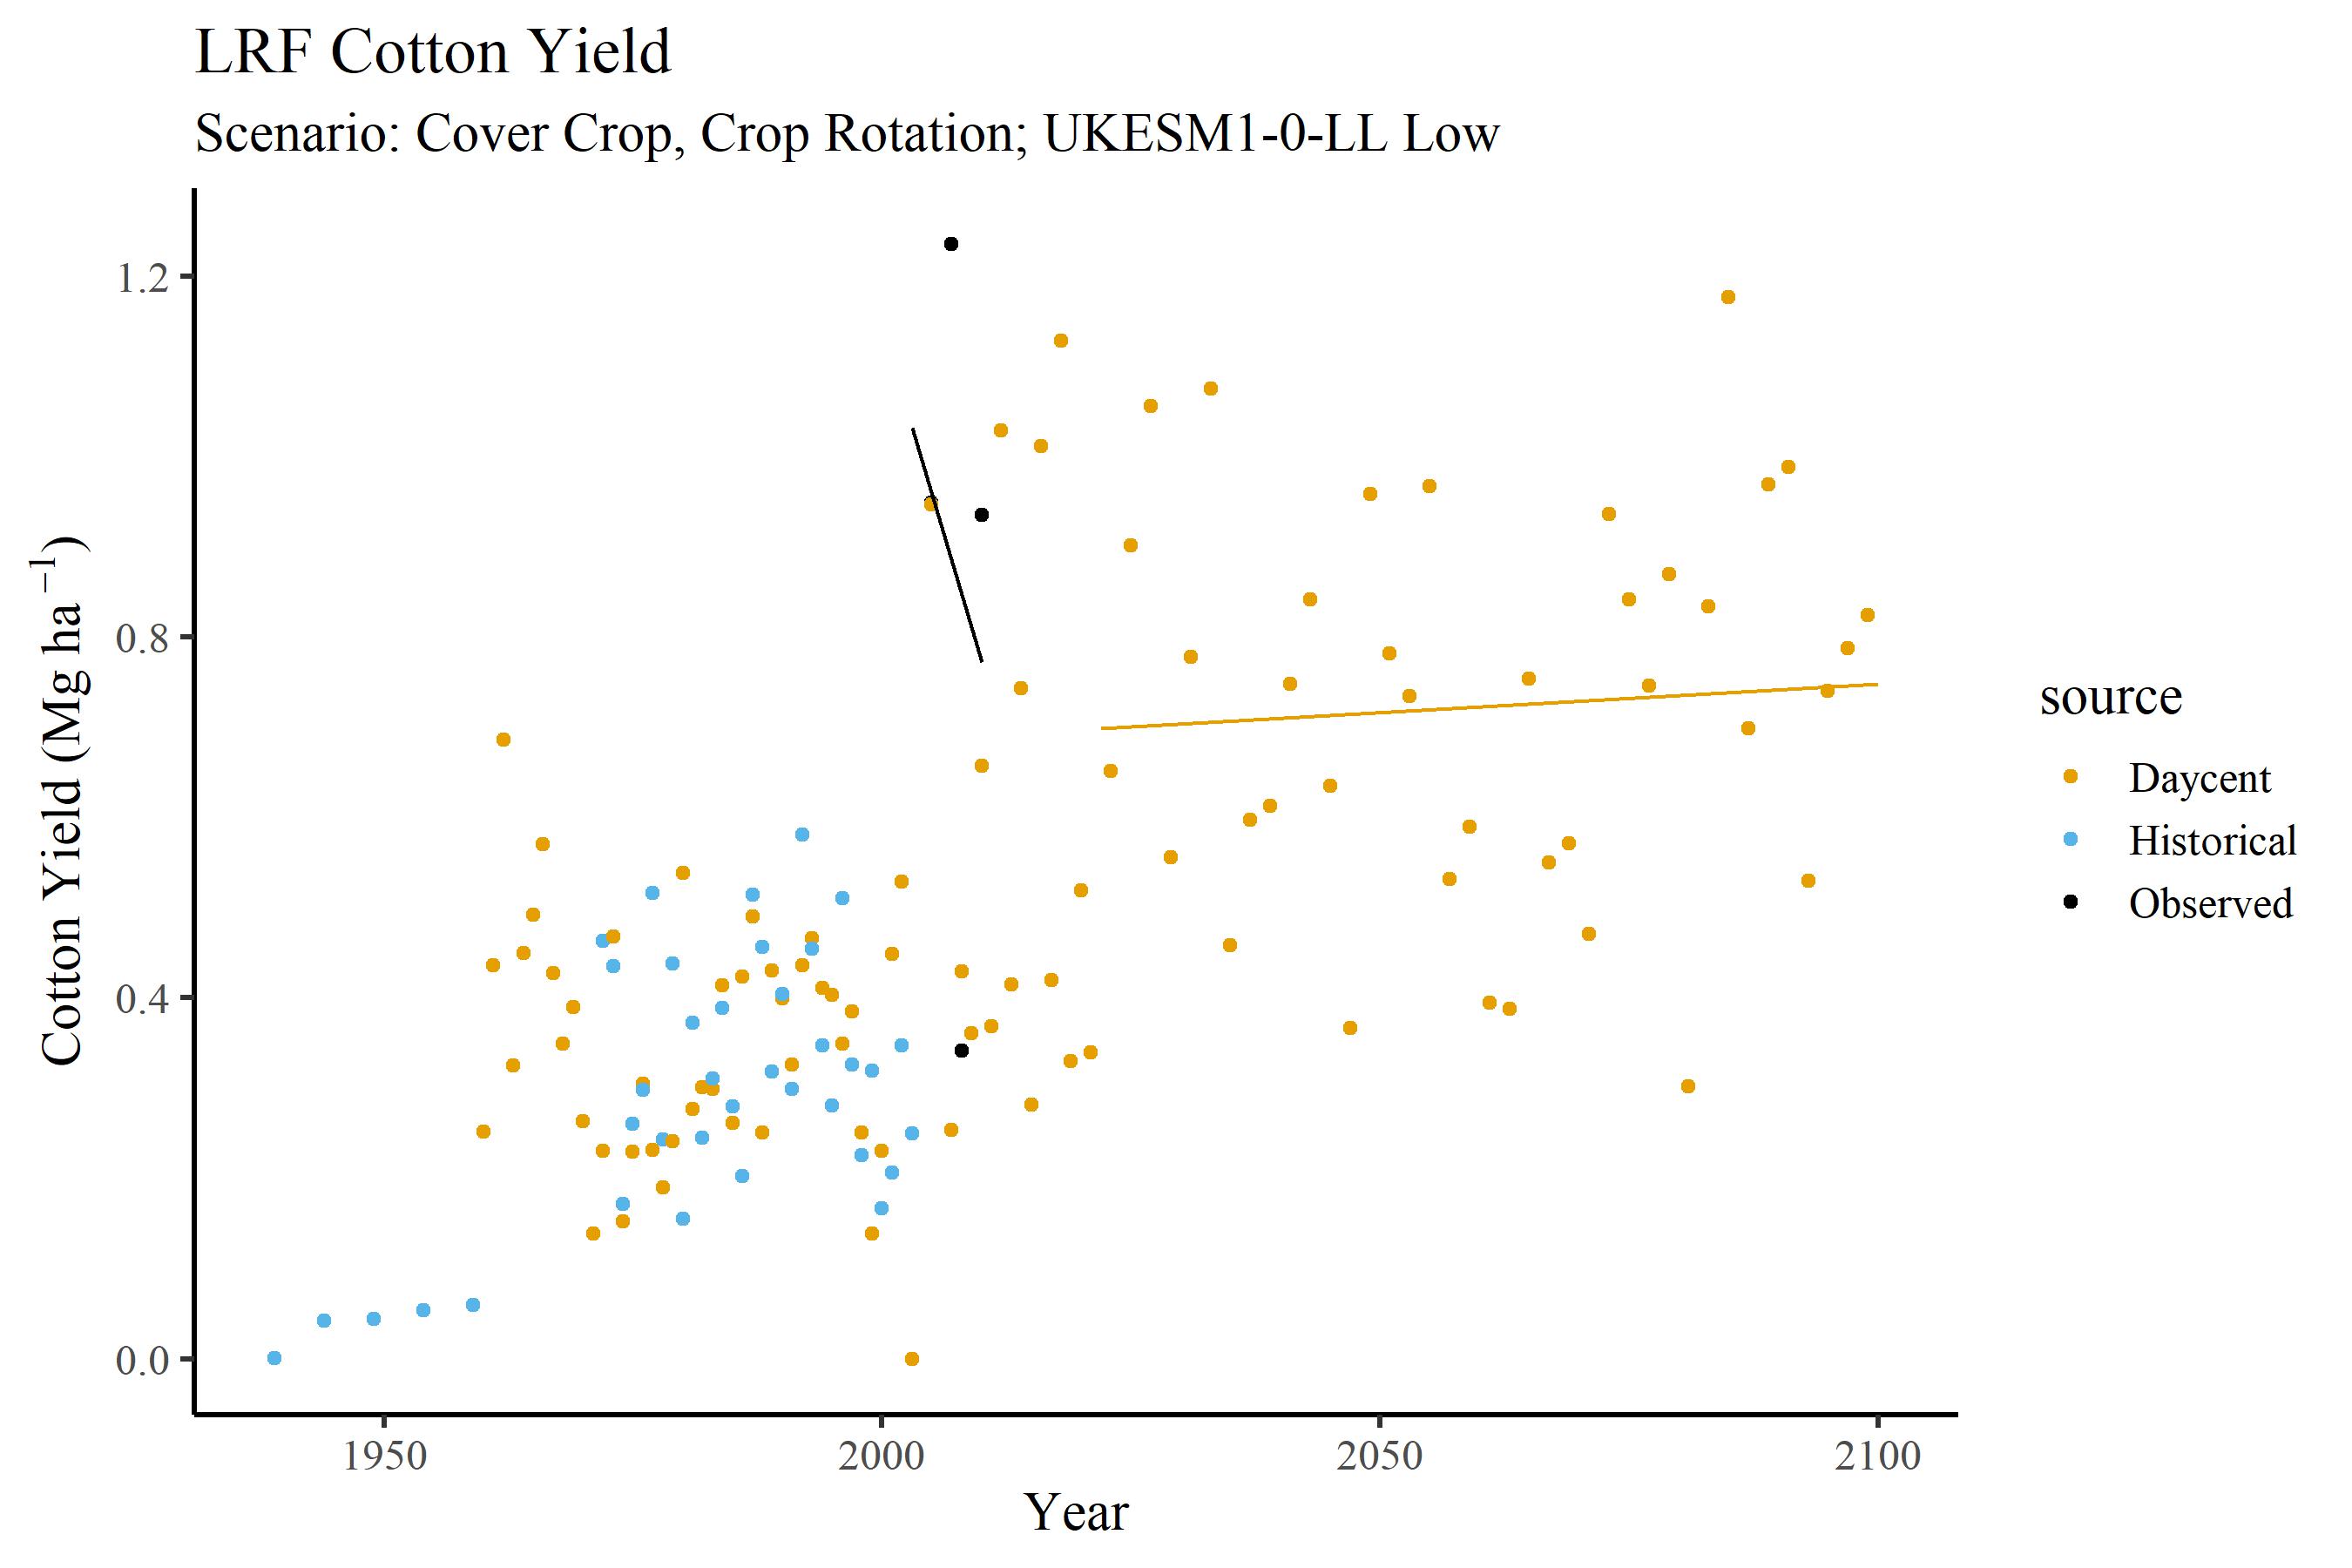 LRF Cotton Yield
Scenario: Cover Crop, Crop Rotation; UKESM1-0-LL Low
Cotton Yield (Mg ha⁻¹)
1.2
0.8
0.4
0.0
1950 2000 2050 2100
Year
source
Daycent
Historical
Observed